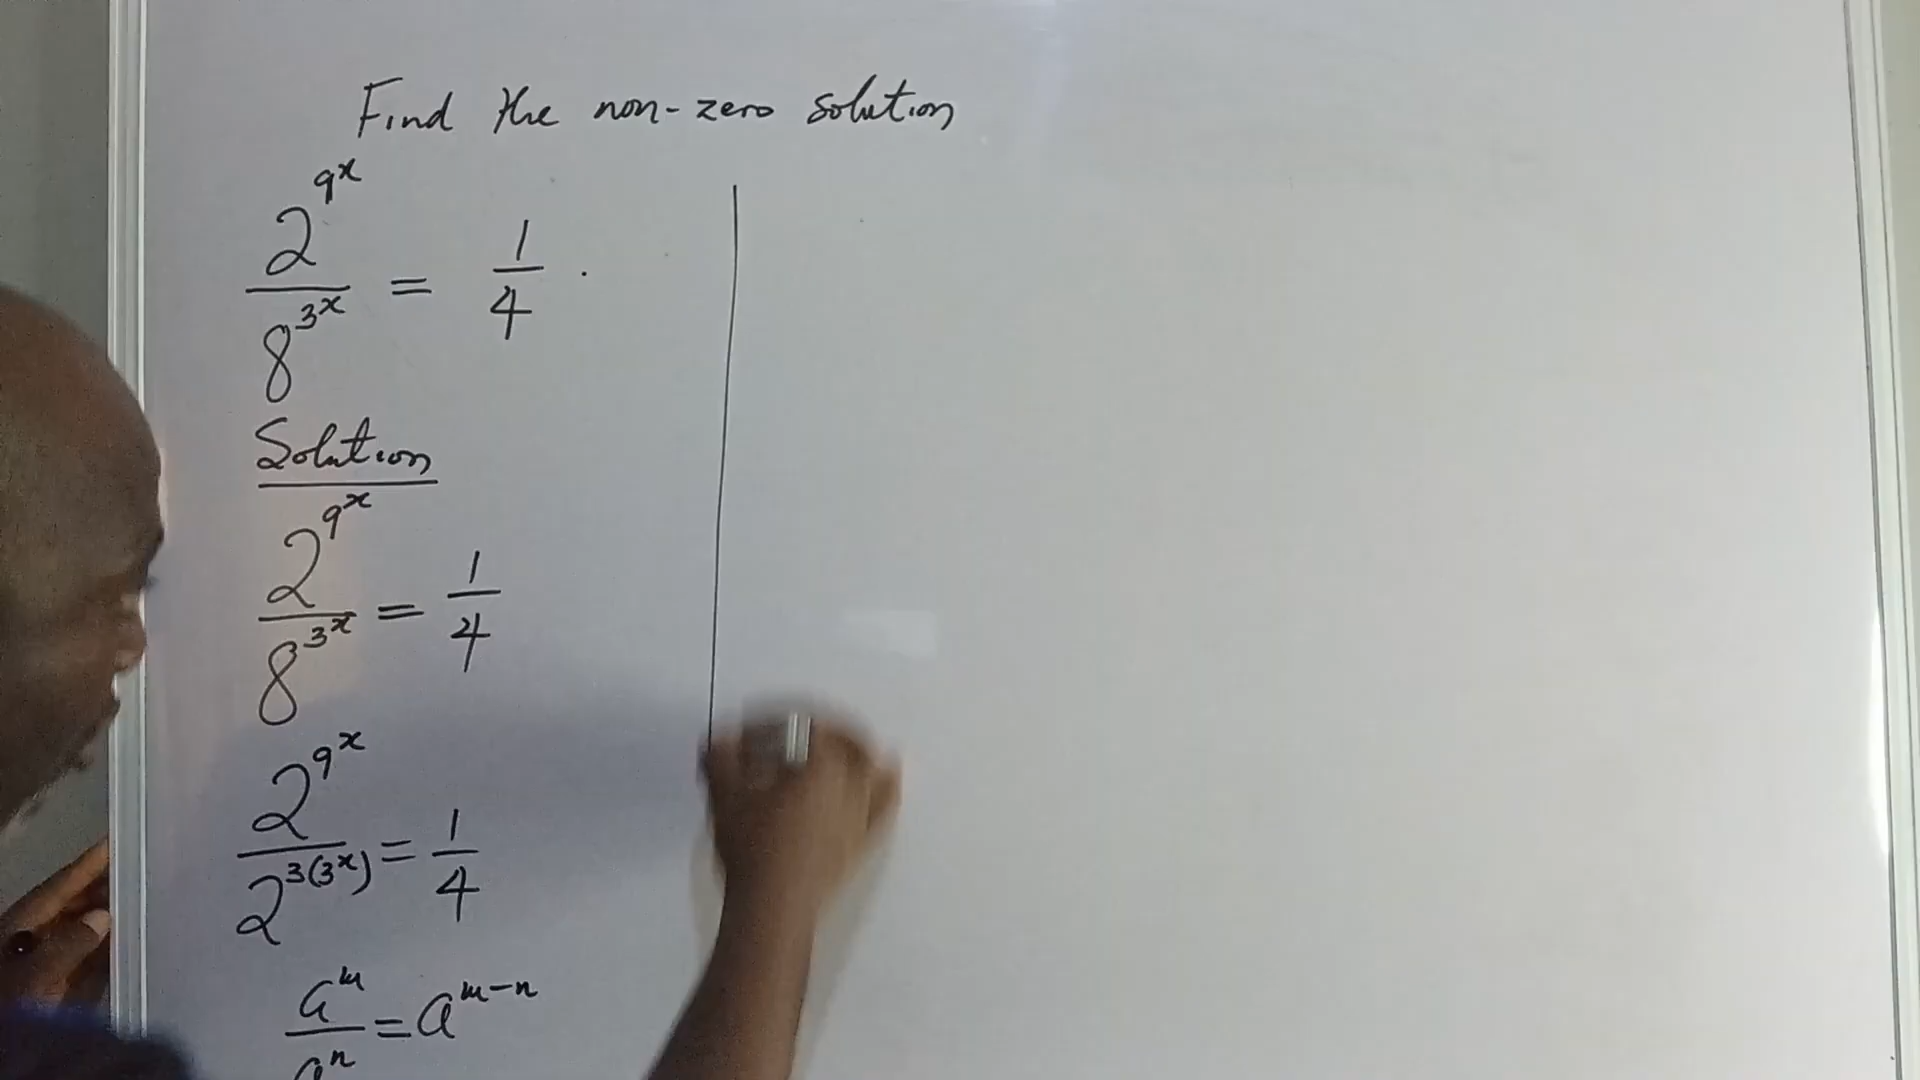 Find the non-zero solution
2^{9^x} / 8^{3^x} = 1/4 .
Solution
2^{9^x} / 8^{3^x} = 1/4
2^{9^x} / 2^{3(3^x)} = 1/4
a^m / a^n = a^{m-n}